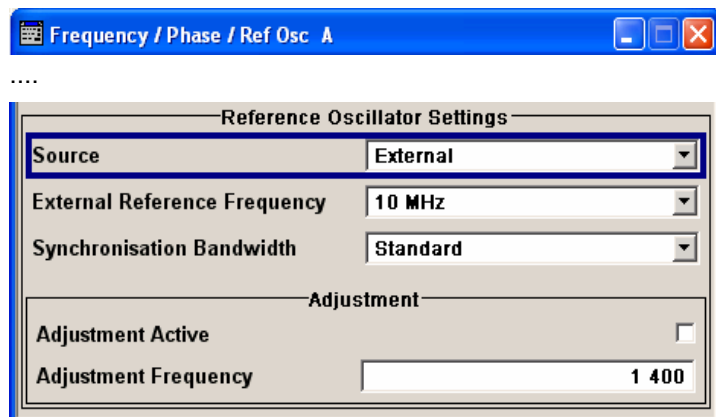 Frequency / Phase / Ref Osc A
....
Reference Oscillator Settings
Source External
External Reference Frequency 10 MHz
Synchronisation Bandwidth Standard
Adjustment
Adjustment Active
Adjustment Frequency 1 400